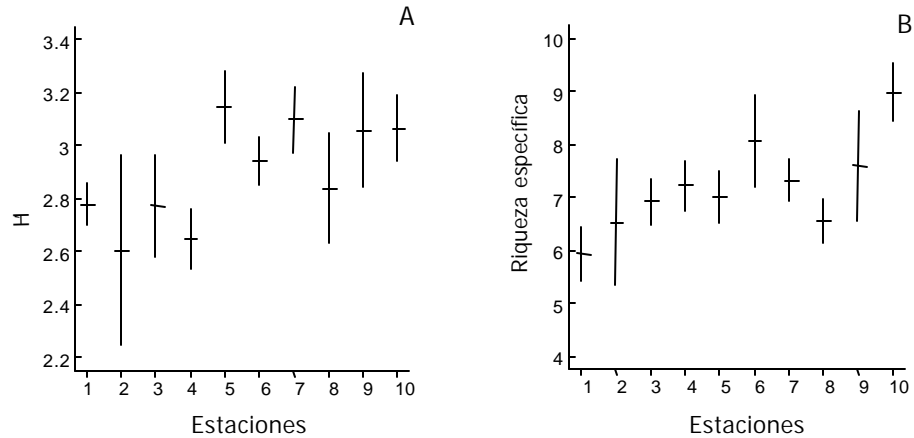 A
3.4
3.2
3
2.8
2.6
2.4
2.2
H
1 2 3 4 5 6 7 8 9 10
Estaciones
B
10
9
8
7
6
5
4
Riqueza específica
1 2 3 4 5 6 7 8 9 10
Estaciones